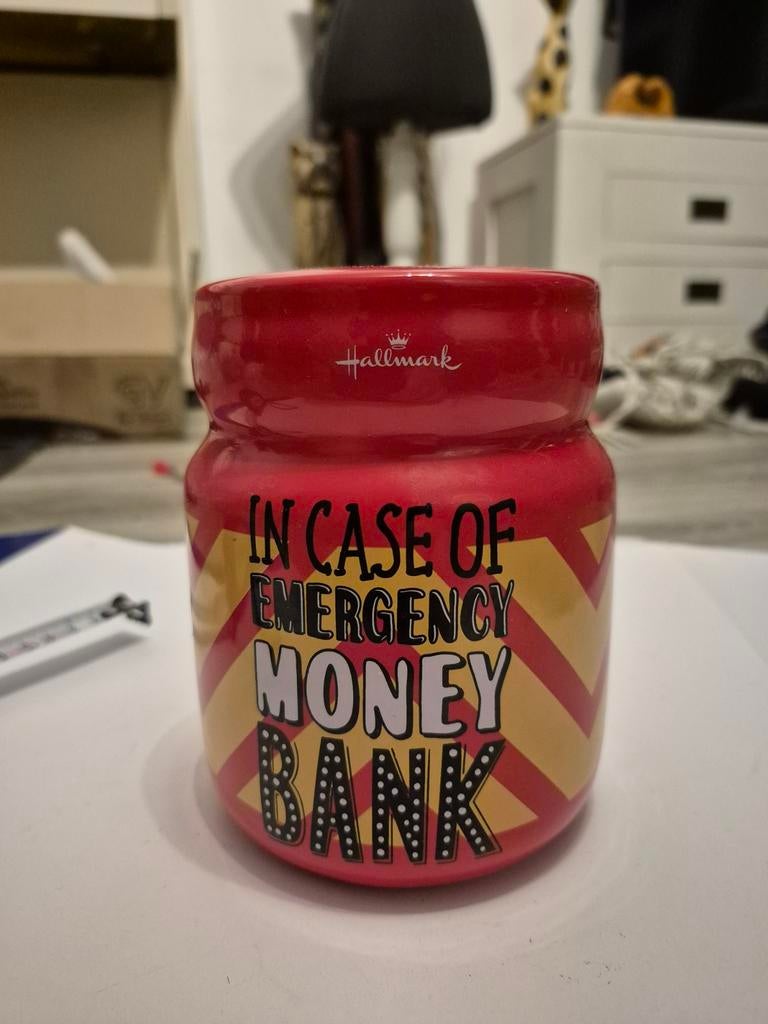 Hallmark
IN CASE OF
EMERGENCY
MONEY
BANK